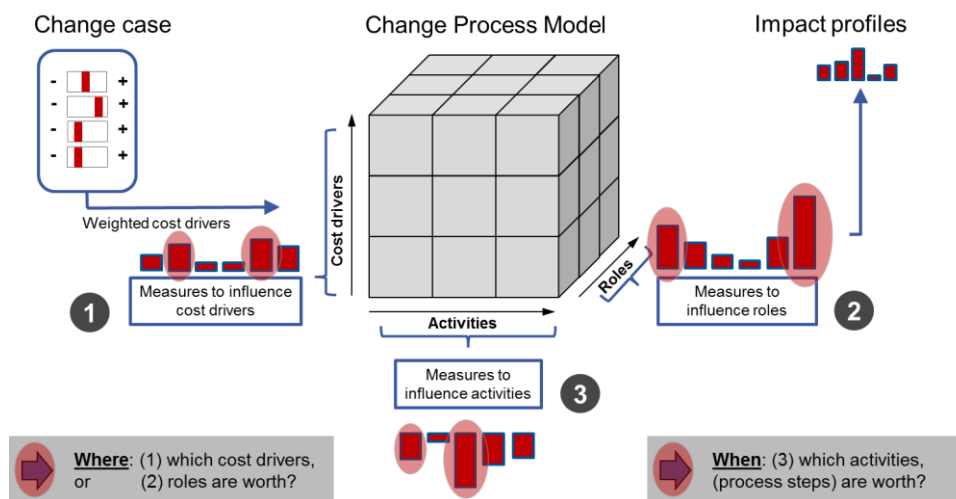 Change case
Change Process Model
Impact profiles
- +
- +
- +
- +
Weighted cost drivers
Cost drivers
Roles
Activities
1
Measures to influence
cost drivers
Measures to
influence roles
2
Measures to
influence activities
3
Where: (1) which cost drivers,
or (2) roles are worth?
When: (3) which activities,
(process steps) are worth?